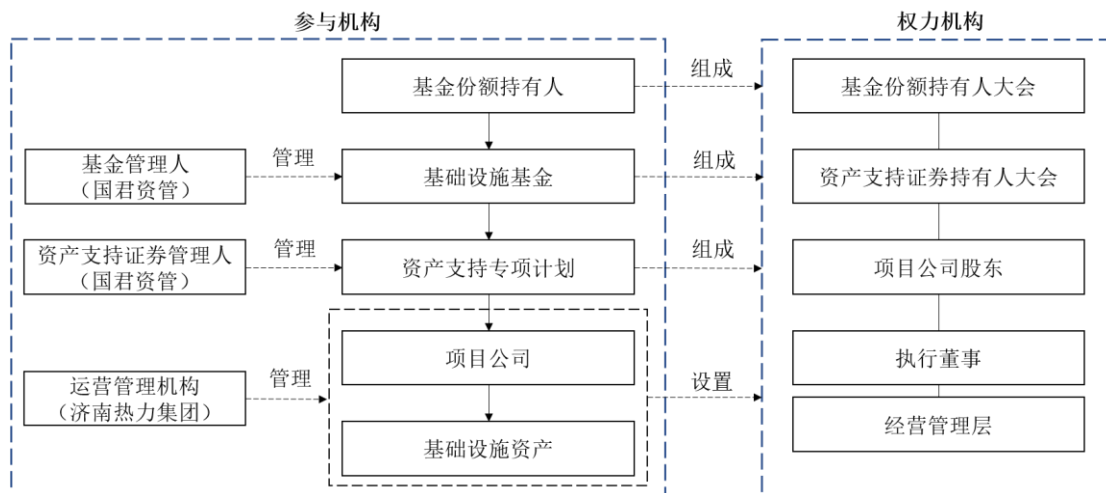 参与机构
权力机构
基金份额持有人
组成
基金份额持有人大会
基金管理人
（国君资管）
管理
基础设施基金
组成
资产支持证券持有人大会
资产支持证券管理人
（国君资管）
管理
资产支持专项计划
组成
项目公司股东
项目公司
执行董事
运营管理机构
（济南热力集团）
管理
设置
基础设施资产
经营管理层